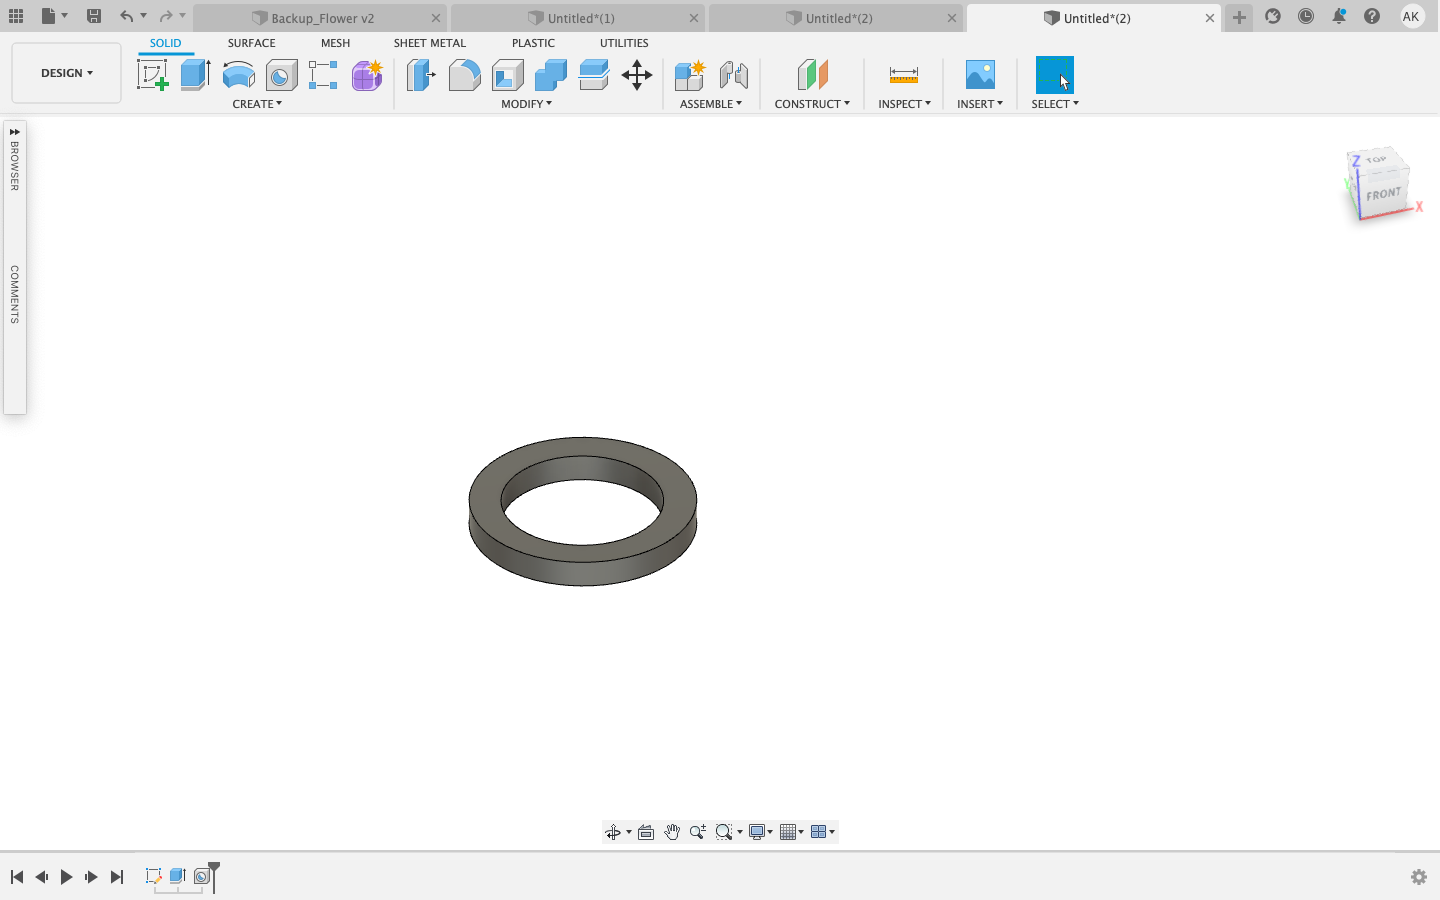 Backup_Flower v2
Untitled*(1)
Untitled*(2)
Untitled*(2)
AK
SOLID
SURFACE
MESH
SHEET METAL
PLASTIC
UTILITIES
DESIGN
CREATE
MODIFY
ASSEMBLE
CONSTRUCT
INSPECT
INSERT
SELECT
BROWSER
COMMENTS
Z
TOP
Y
FRONT
X